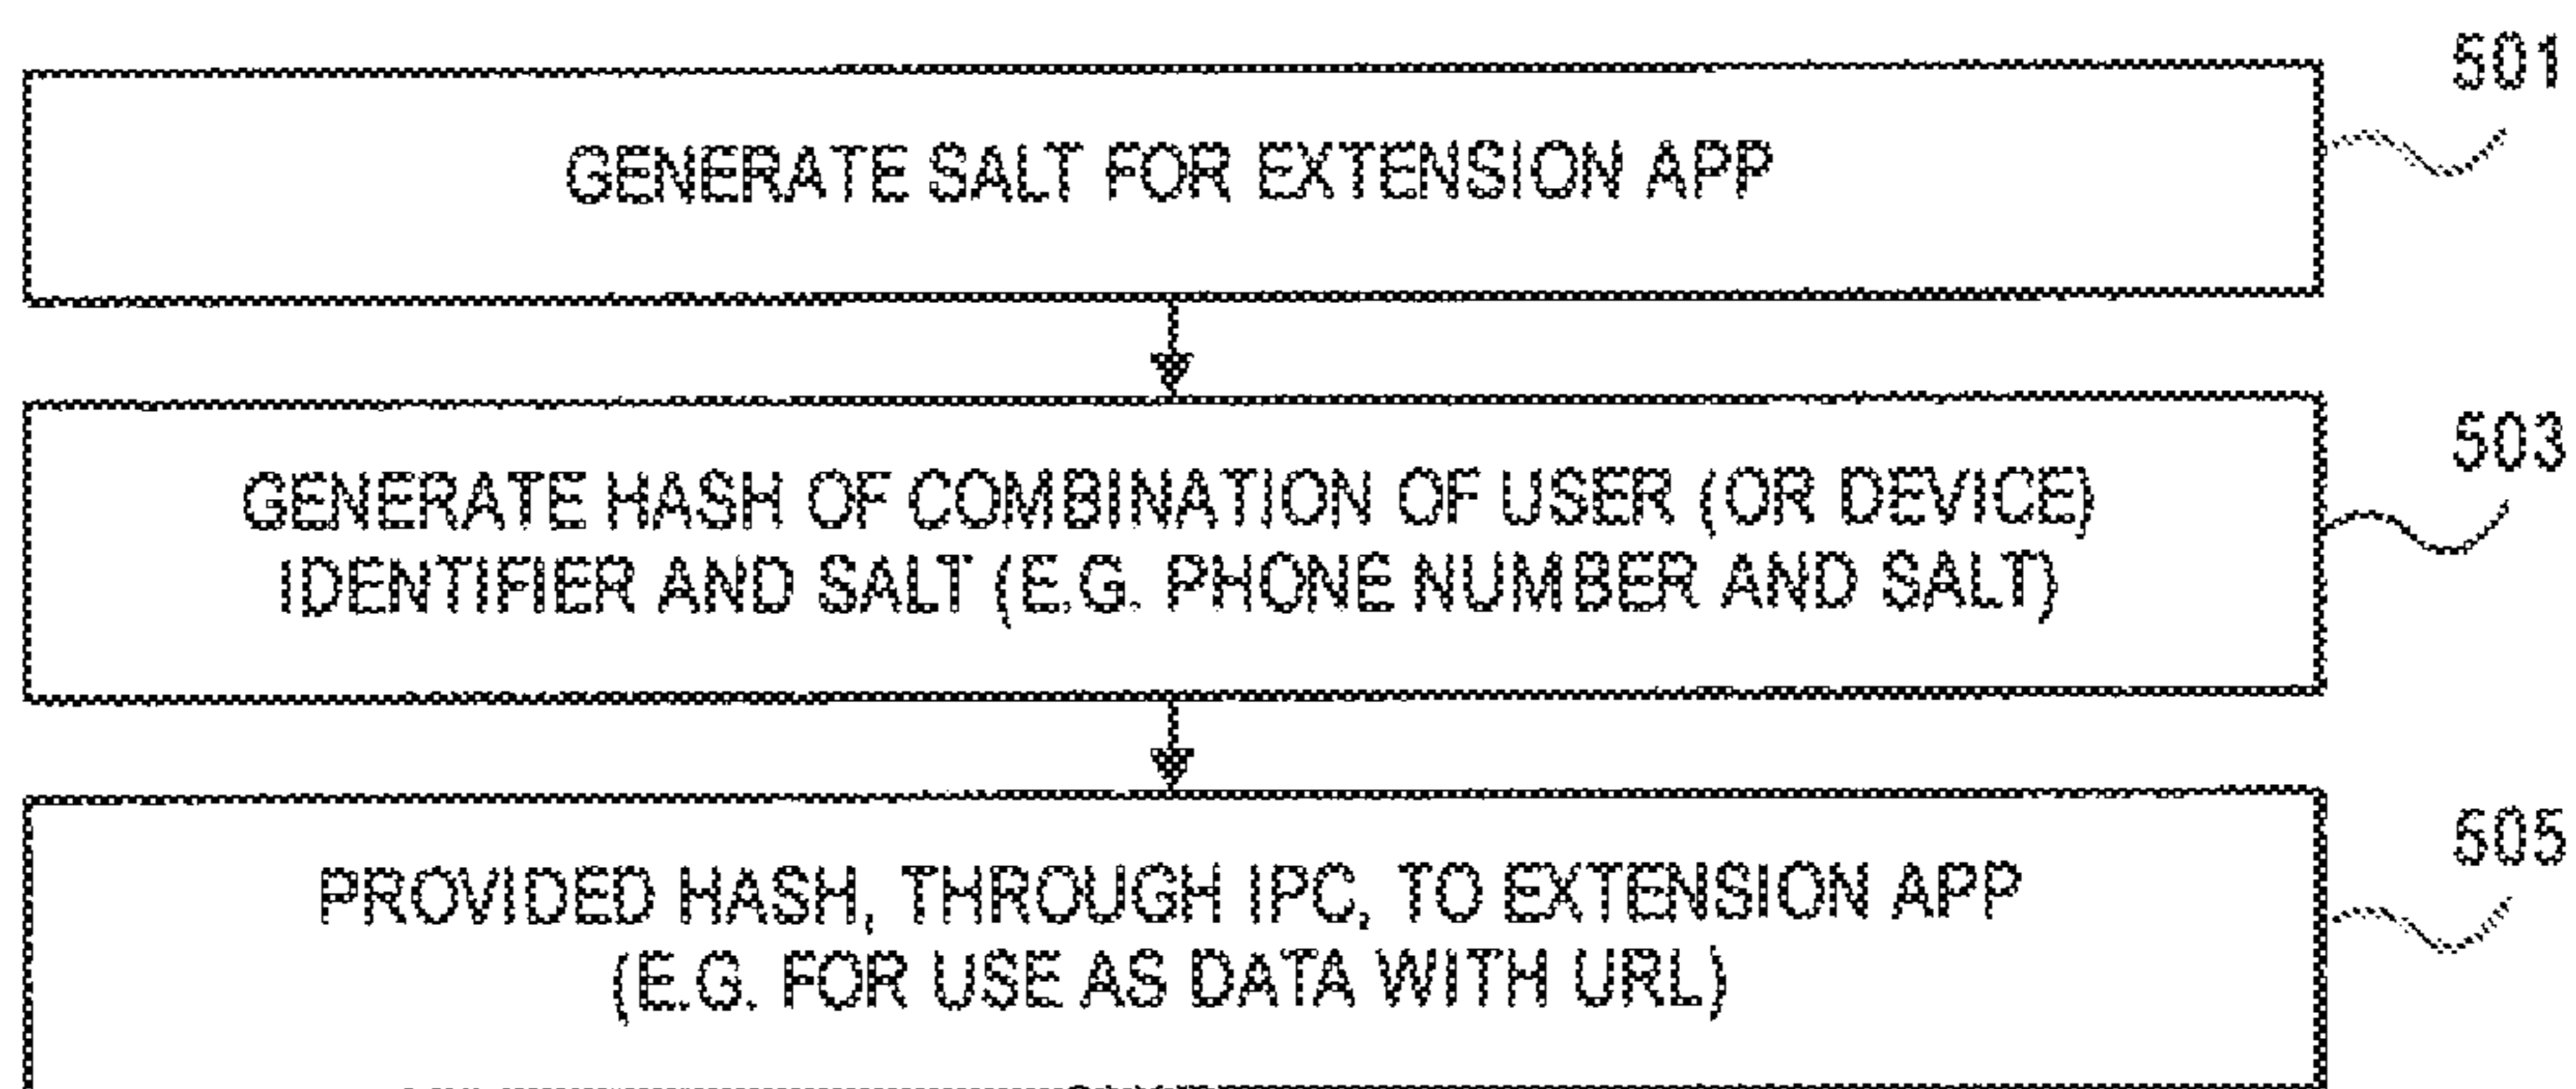 501
GENERATE SALT FOR EXTENSION APP
503
GENERATE HASH OF COMBINATION OF USER (OR DEVICE)
IDENTIFIER AND SALT (E.G. PHONE NUMBER AND SALT)
505
PROVIDED HASH, THROUGH IPC, TO EXTENSION APP
(E.G. FOR USE AS DATA WITH URL)